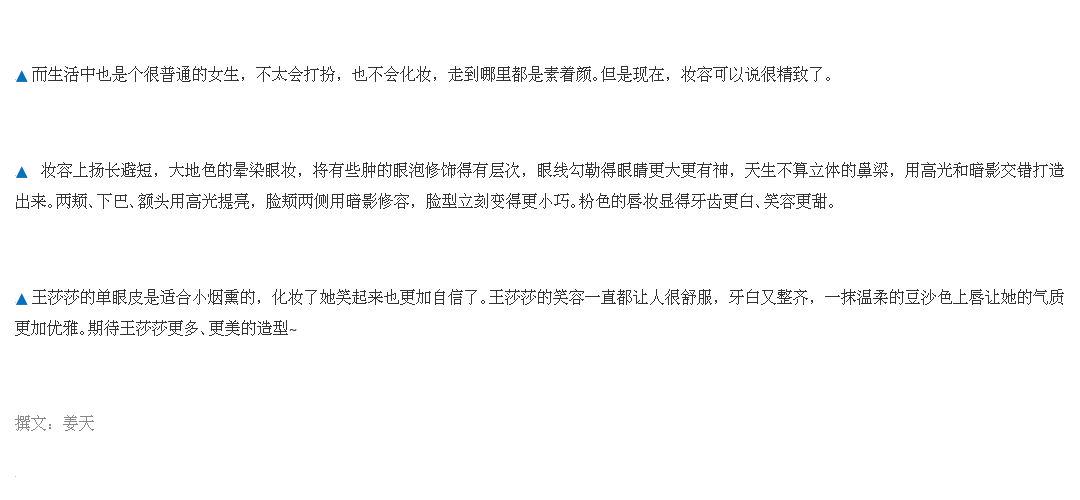 ▲而生活中也是个很普通的女生，不太会打扮，也不会化妆，走到哪里都是素着颜。但是现在，妆容可以说很精致了。
▲ 妆容上扬长避短，大地色的晕染眼妆，将有些肿的眼泡修饰得有层次，眼线勾勒得眼睛更大更有神，天生不算立体的鼻梁，用高光和暗影交错打造
出来。两颊、下巴、额头用高光提亮，脸颊两侧用暗影修容，脸型立刻变得更小巧。粉色的唇妆显得牙齿更白、笑容更甜。
▲王莎莎的单眼皮是适合小烟熏的，化妆了她笑起来也更加自信了。王莎莎的笑容一直都让人很舒服，牙白又整齐，一抹温柔的豆沙色上唇让她的气质
更加优雅。期待王莎莎更多、更美的造型~
撰文：姜天